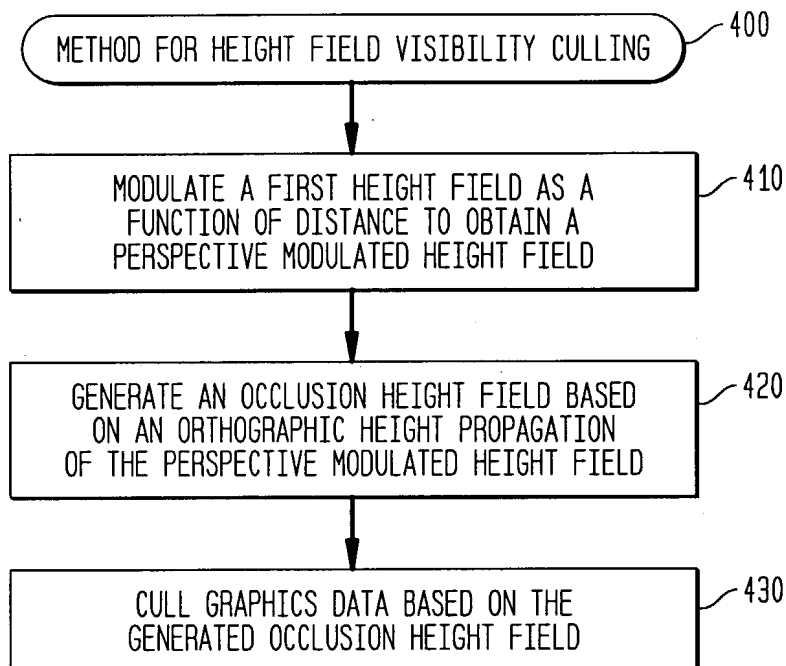 METHOD FOR HEIGHT FIELD VISIBILITY CULLING
400
MODULATE A FIRST HEIGHT FIELD AS A
FUNCTION OF DISTANCE TO OBTAIN A
PERSPECTIVE MODULATED HEIGHT FIELD
410
GENERATE AN OCCLUSION HEIGHT FIELD BASED
ON AN ORTHOGRAPHIC HEIGHT PROPAGATION
OF THE PERSPECTIVE MODULATED HEIGHT FIELD
420
CULL GRAPHICS DATA BASED ON THE
GENERATED OCCLUSION HEIGHT FIELD
430